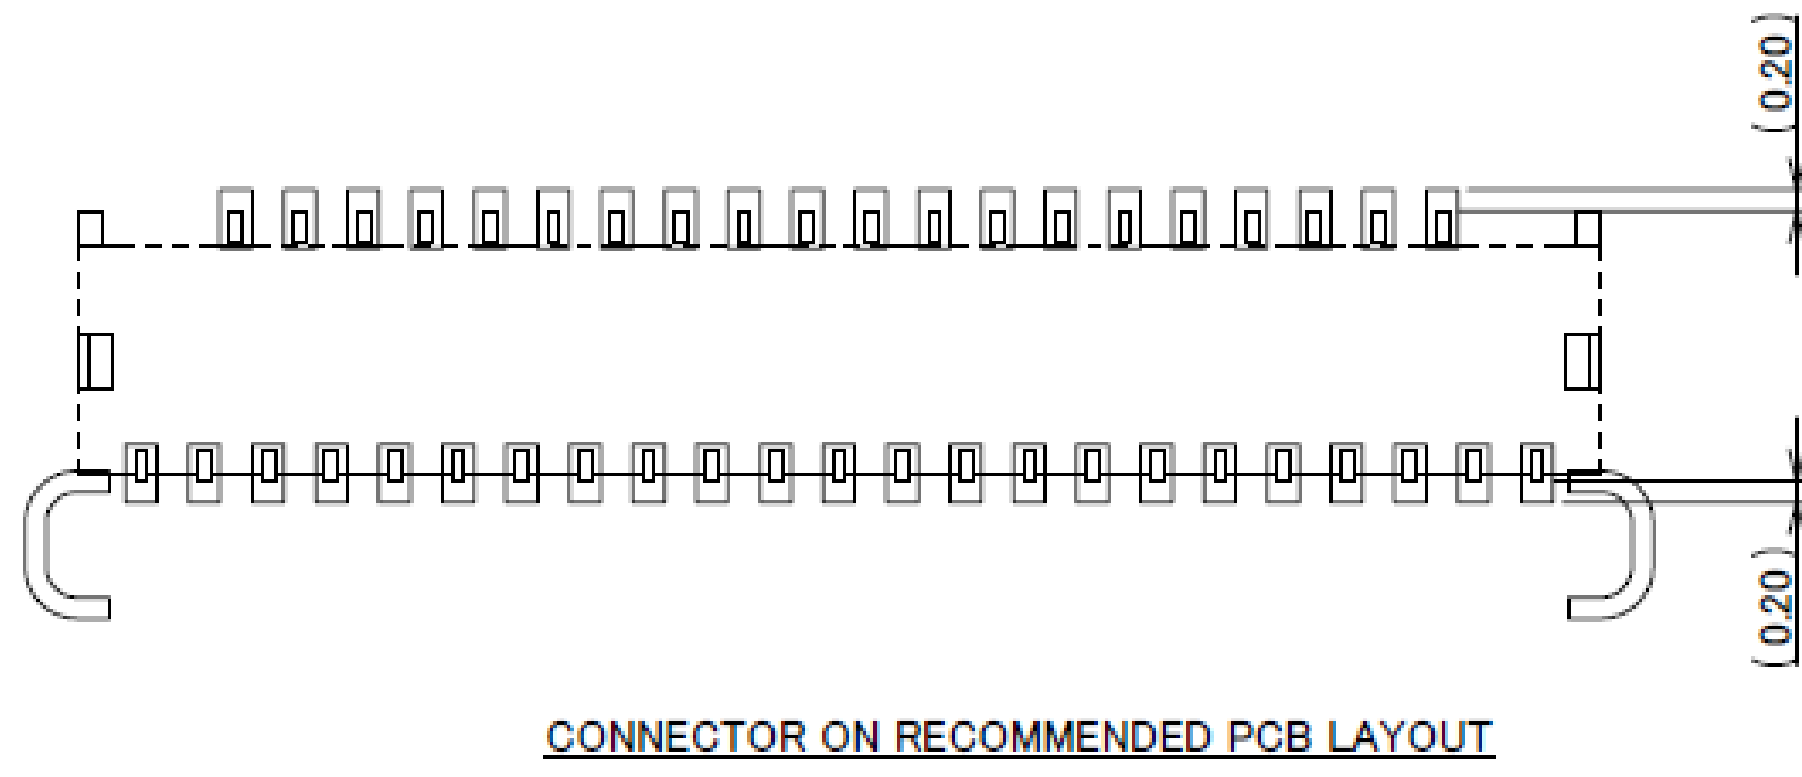 ( 0.20 )
( 0.20 )
CONNECTOR ON RECOMMENDED PCB LAYOUT